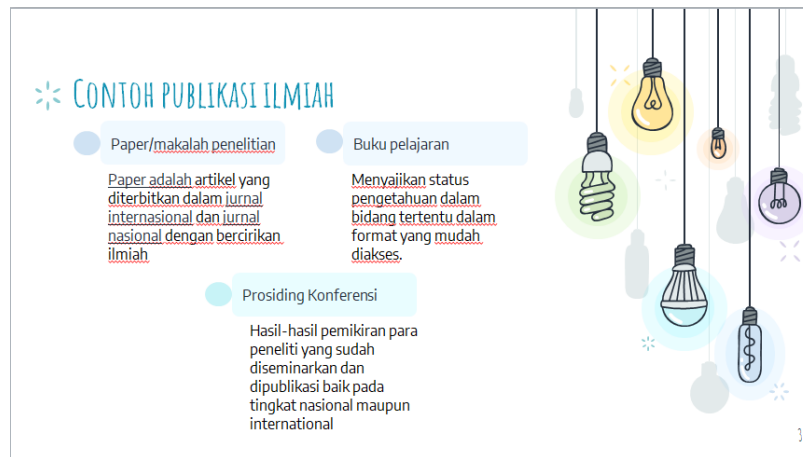 CONTOH PUBLIKASI ILMIAH
Paper/makalah penelitian
Paper adalah artikel yang
diterbitkan dalam jurnal
internasional dan jurnal
nasional dengan bercirikan
ilmiah
Buku pelajaran
Menyajikan status
pengetahuan dalam
bidang tertentu dalam
format yang mudah
diakses.
Prosiding Konferensi
Hasil-hasil pemikiran para
peneliti yang sudah
diseminarkan dan
dipublikasi baik pada
tingkat nasional maupun
international
3